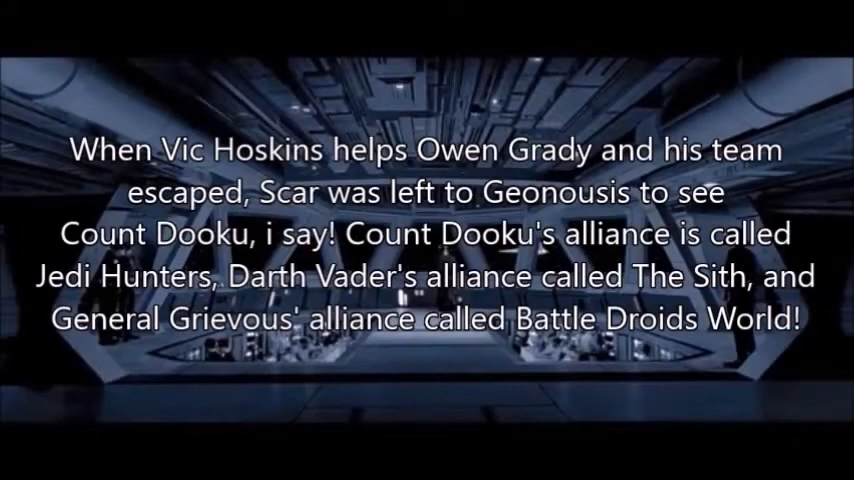 When Vic Hoskins helps Owen Grady and his team
escaped, Scar was left to Geonousis to see
Count Dooku, i say! Count Dooku's alliance is called
Jedi Hunters, Darth Vader's alliance called The Sith, and
General Grievous' alliance called Battle Droids World!